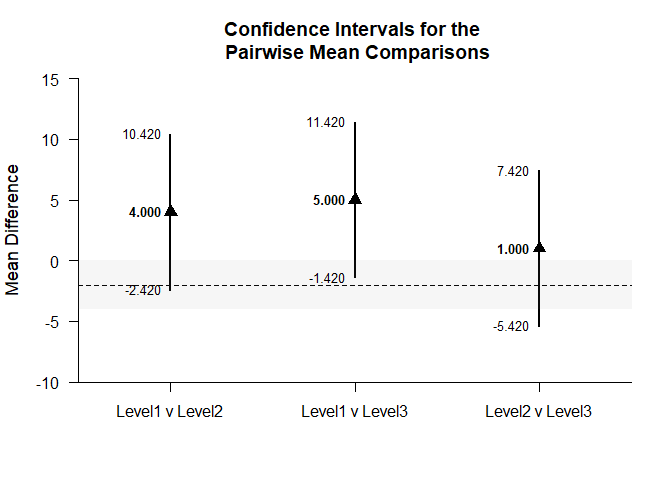 Confidence Intervals for the
Pairwise Mean Comparisons
Mean Difference
15
10
5
0
-5
-10
10.420
4.000
-2.420
11.420
5.000
-1.420
7.420
1.000
-5.420
Level1 v Level2
Level1 v Level3
Level2 v Level3